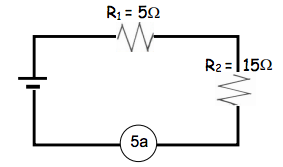 R₁ = 5Ω
R₂ = 15Ω
5a